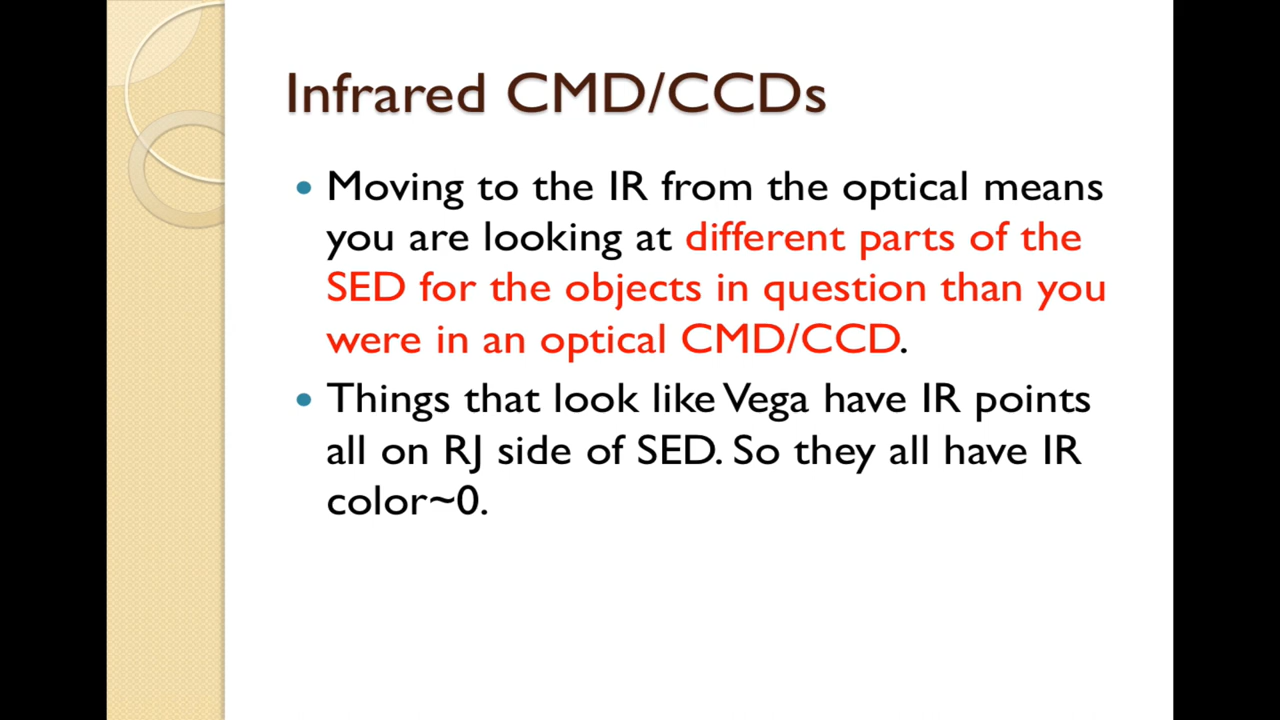 Infrared CMD/CCDs
• Moving to the IR from the optical means
you are looking at different parts of the
SED for the objects in question than you
were in an optical CMD/CCD.
• Things that look like Vega have IR points
all on RJ side of SED. So they all have IR
color~0.